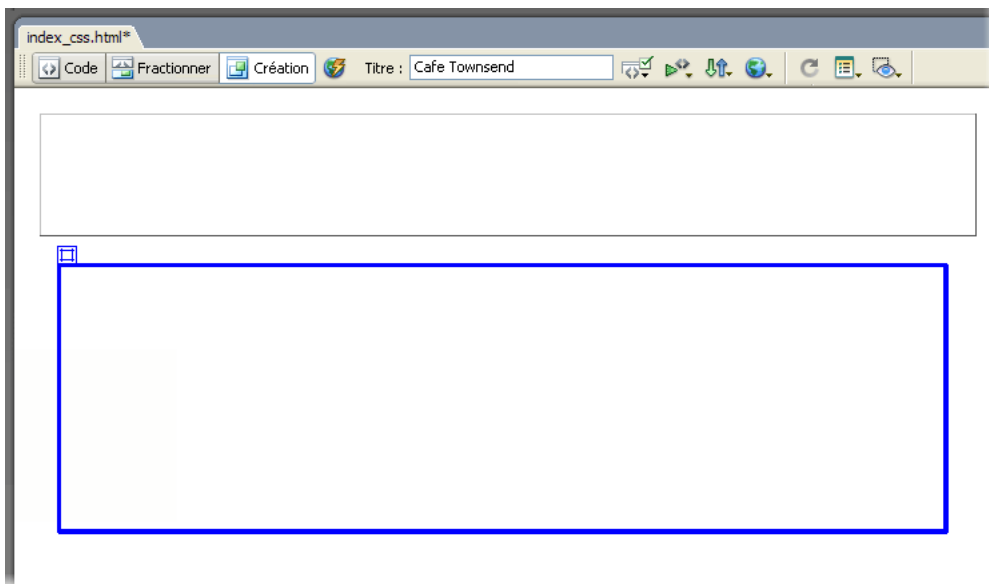 index_css.html*
Code Fractionner Création Titre : Cafe Townsend